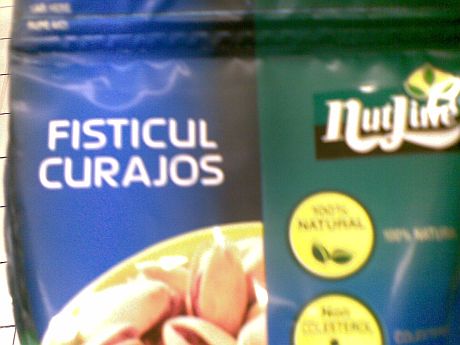 FISTICUL
CURAJOS
NutLine
100%
NATURAL
100% NATURAL
Non
COLESTEROL